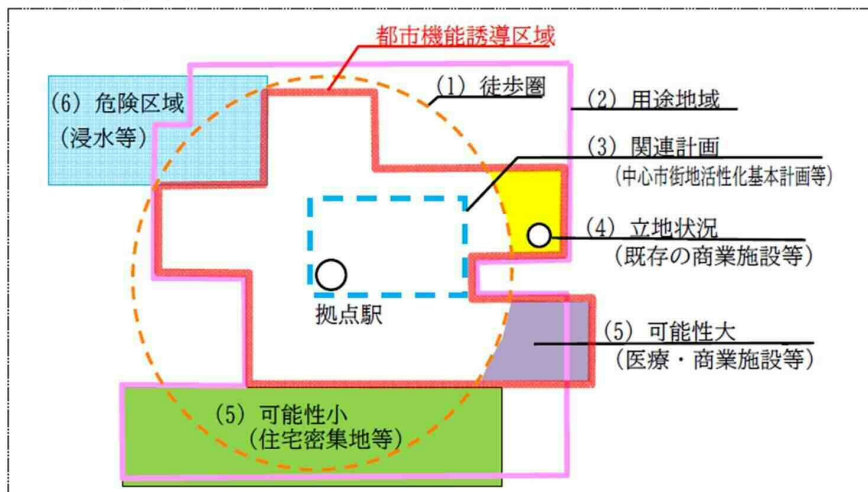 都市機能誘導区域
(1) 徒歩圏
(2) 用途地域
(6) 危険区域
(浸水等)
(3) 関連計画
(中心市街地活性化基本計画等)
(4) 立地状況
(既存の商業施設等)
拠点駅
(5) 可能性大
(医療・商業施設等)
(5) 可能性小
(住宅密集地等)